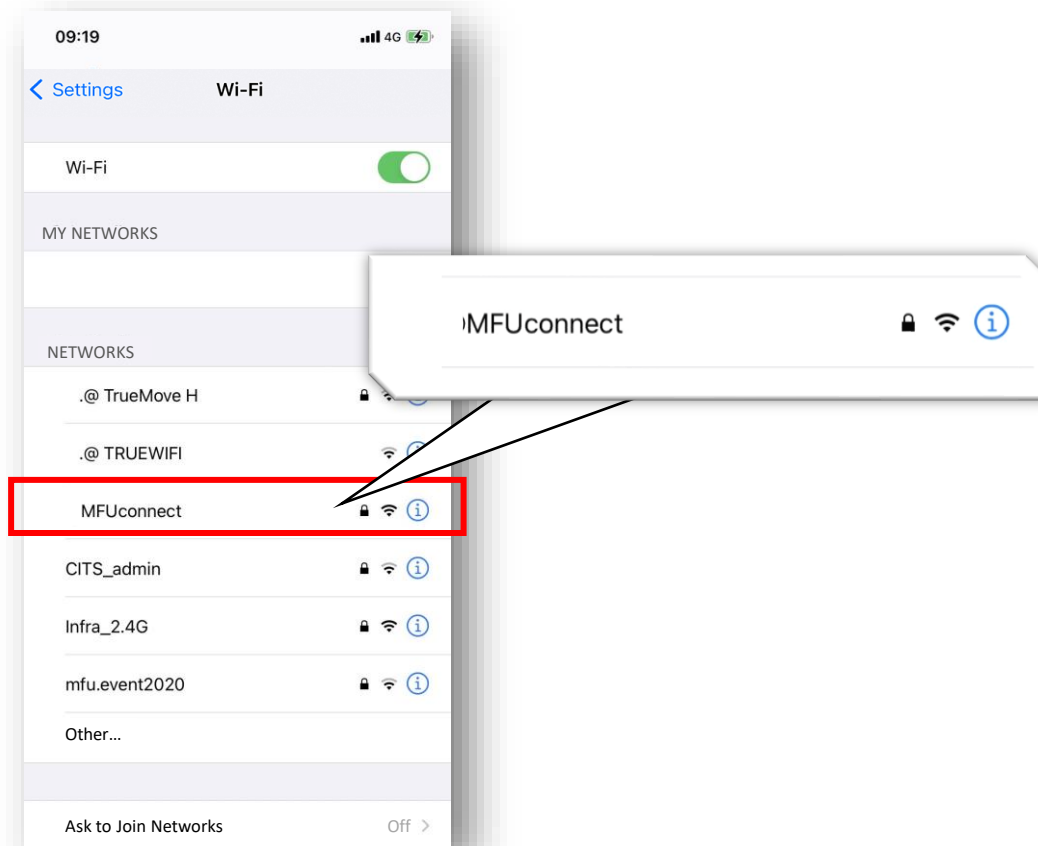 09:19 4G
Settings Wi-Fi
Wi-Fi
MY NETWORKS
MFUconnect
NETWORKS
.@ TrueMove H
.@ TRUEWIFI
MFUconnect
CITS_admin
Infra_2.4G
mfu.event2020
Other...
Ask to Join Networks Off